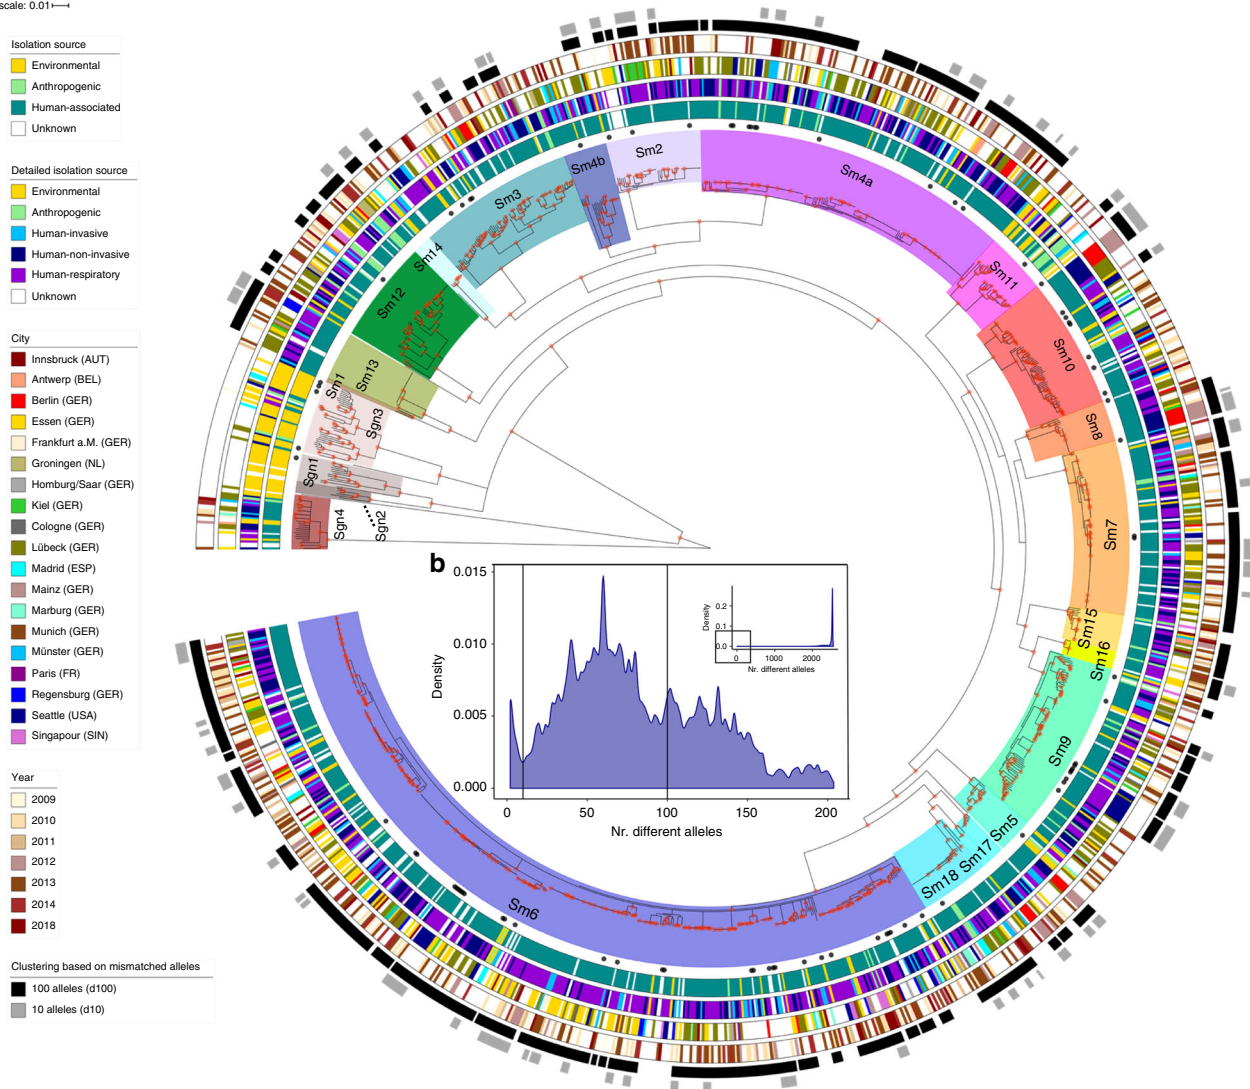 scale: 0.01
Isolation source
Environmental
Anthropogenic
Human-associated
Unknown
Detailed isolation source
Environmental
Anthropogenic
Human-invasive
Human-non-invasive
Human-respiratory
Unknown
City
Innsbruck (AUT)
Antwerp (BEL)
Berlin (GER)
Essen (GER)
Frankfurt a.M. (GER)
Groningen (NL)
Homburg/Saar (GER)
Kiel (GER)
Cologne (GER)
Lübeck (GER)
Madrid (ESP)
Mainz (GER)
Marburg (GER)
Munich (GER)
Münster (GER)
Paris (FR)
Regensburg (GER)
Seattle (USA)
Singapour (SIN)
Year
2009
2010
2011
2012
2013
2014
2018
Clustering based on mismatched alleles
100 alleles (d100)
10 alleles (d10)
Sgn4
Sgn2
Sgn1
Sgn3
Sm1
Sm13
Sm12
Sm14
Sm3
Sm4b
Sm2
Sm4a
Sm11
Sm10
Sm8
Sm7
Sm15
Sm16
Sm9
Sm5
Sm17
Sm18
Sm6
b
0.015
0.010
0.005
0.000
Density
0
50
100
150
200
Nr. different alleles
Density
0.2
0.1
0.0
0
1000
2000
Nr. different alleles